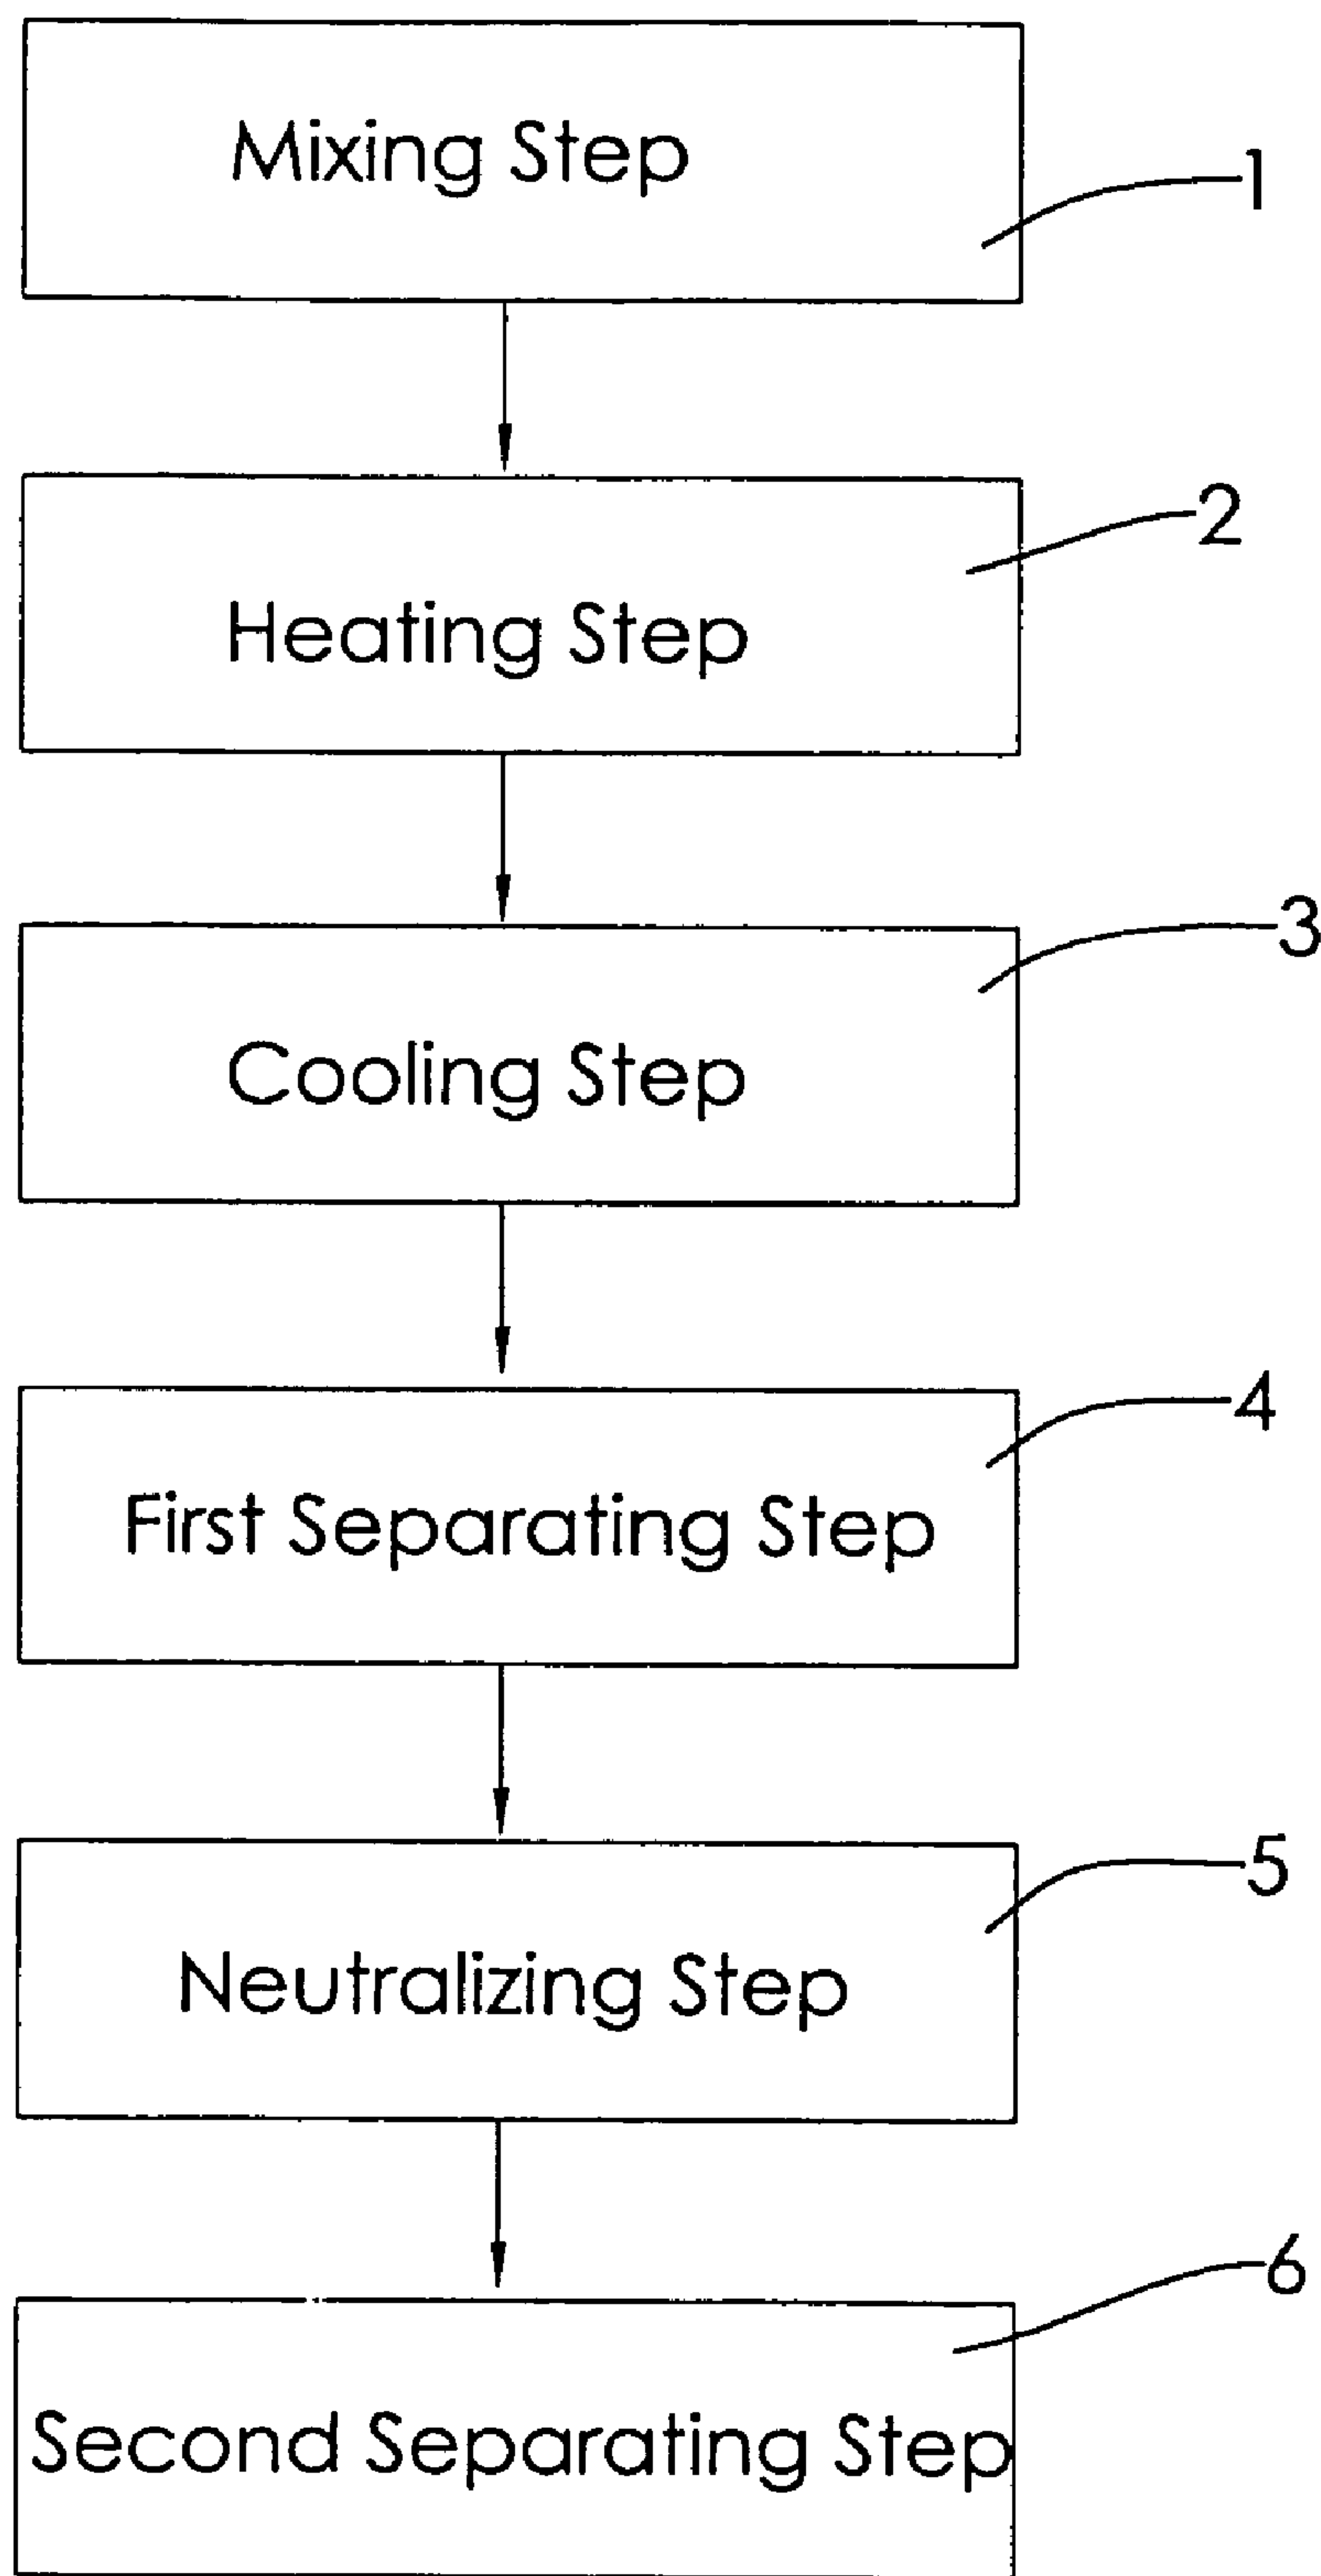 Mixing Step
1
2
Heating Step
3
Cooling Step
4
First Separating Step
5
Neutralizing Step
6
Second Separating Step